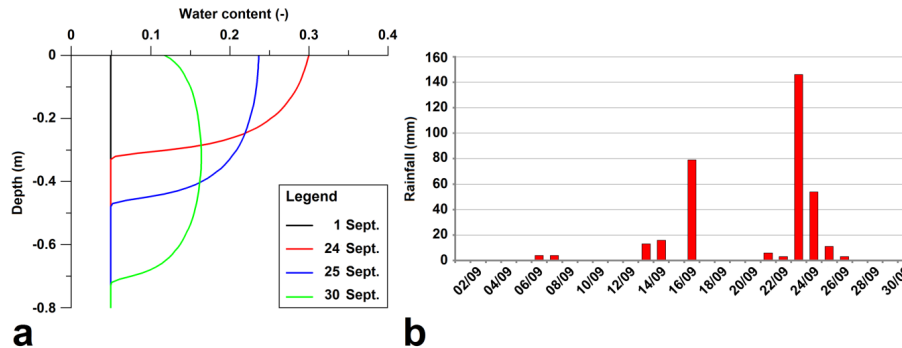 Water content (-)
0 0.1 0.2 0.3 0.4
Depth (m)
0
-0.2
-0.4
-0.6
-0.8
Legend
1 Sept.
24 Sept.
25 Sept.
30 Sept.
a
Rainfall (mm)
160
140
120
100
80
60
40
20
0
02/09 04/09 06/09 08/09 10/09 12/09 14/09 16/09 18/09 20/09 22/09 24/09 26/09 28/09 30/09
b